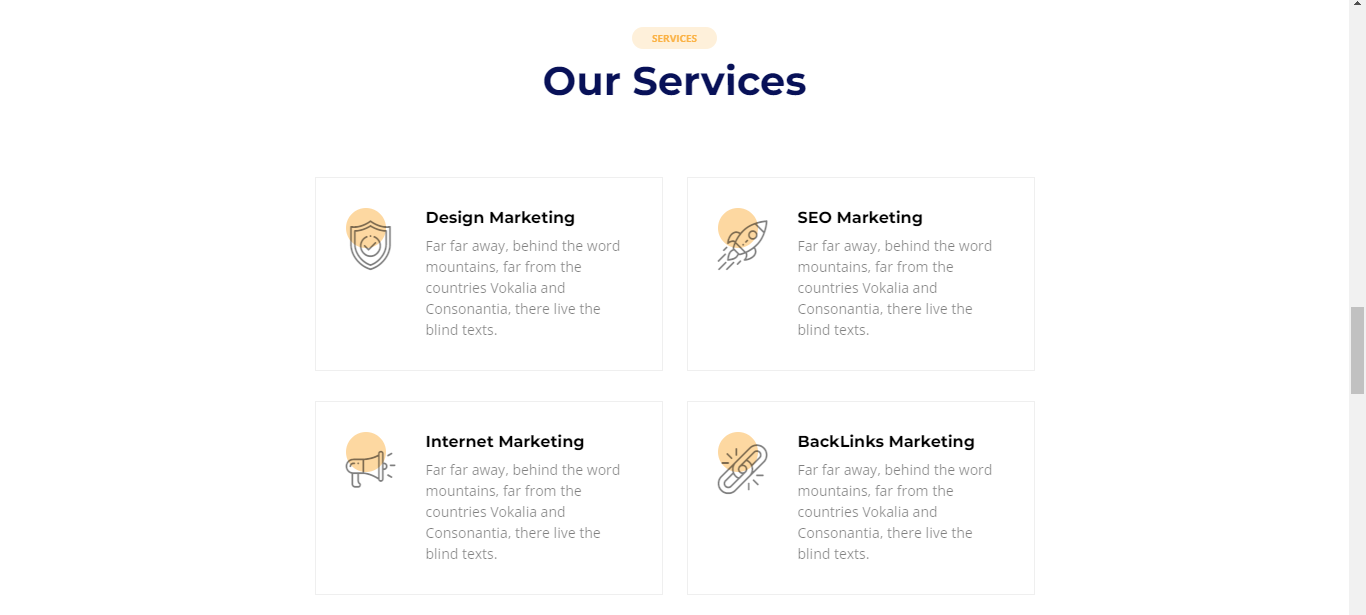 SERVICES
Our Services
Design Marketing
Far far away, behind the word
mountains, far from the
countries Vokalia and
Consonantia, there live the
blind texts.
SEO Marketing
Far far away, behind the word
mountains, far from the
countries Vokalia and
Consonantia, there live the
blind texts.
Internet Marketing
Far far away, behind the word
mountains, far from the
countries Vokalia and
Consonantia, there live the
blind texts.
BackLinks Marketing
Far far away, behind the word
mountains, far from the
countries Vokalia and
Consonantia, there live the
blind texts.